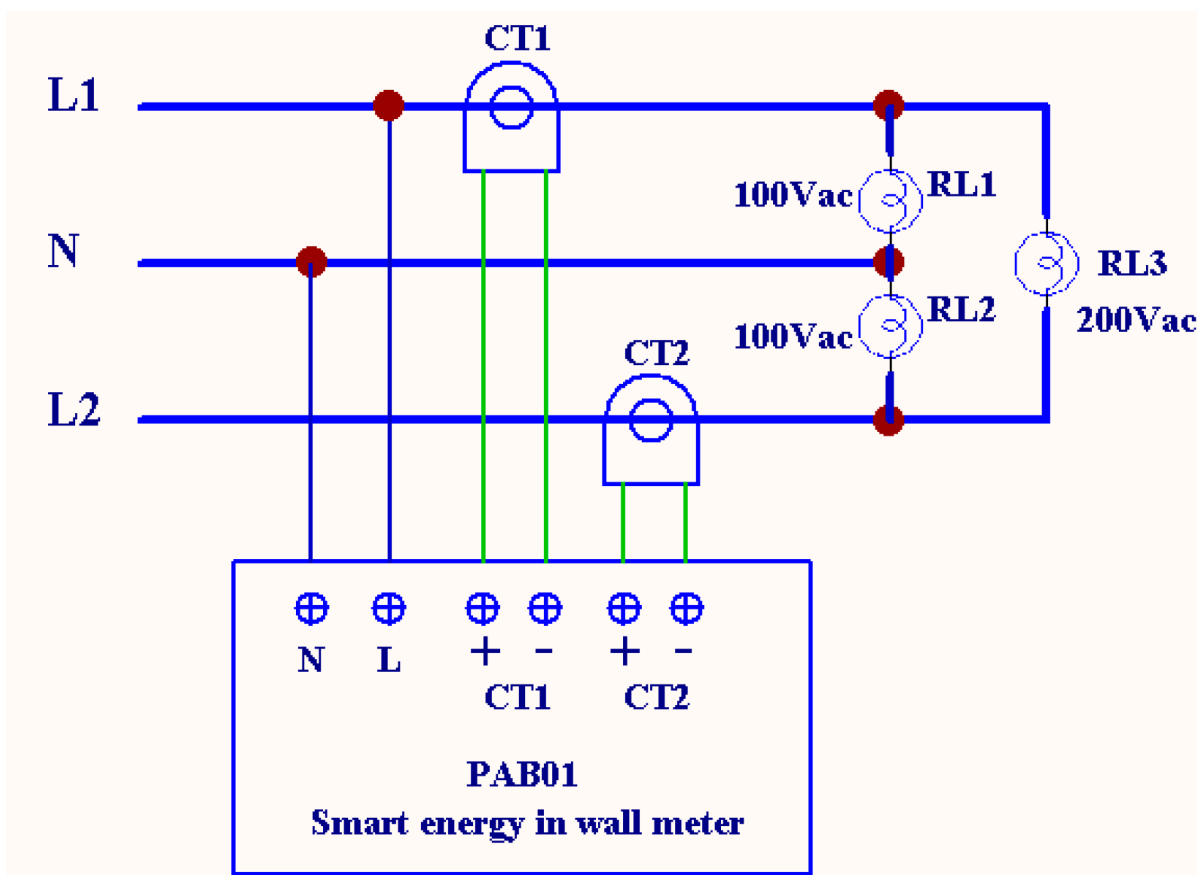 CT1
L1
100Vac
RL1
N
RL3
RL2
200Vac
100Vac
CT2
L2
N
L
+
-
+
-
CT1
CT2
PAB01
Smart energy in wall meter